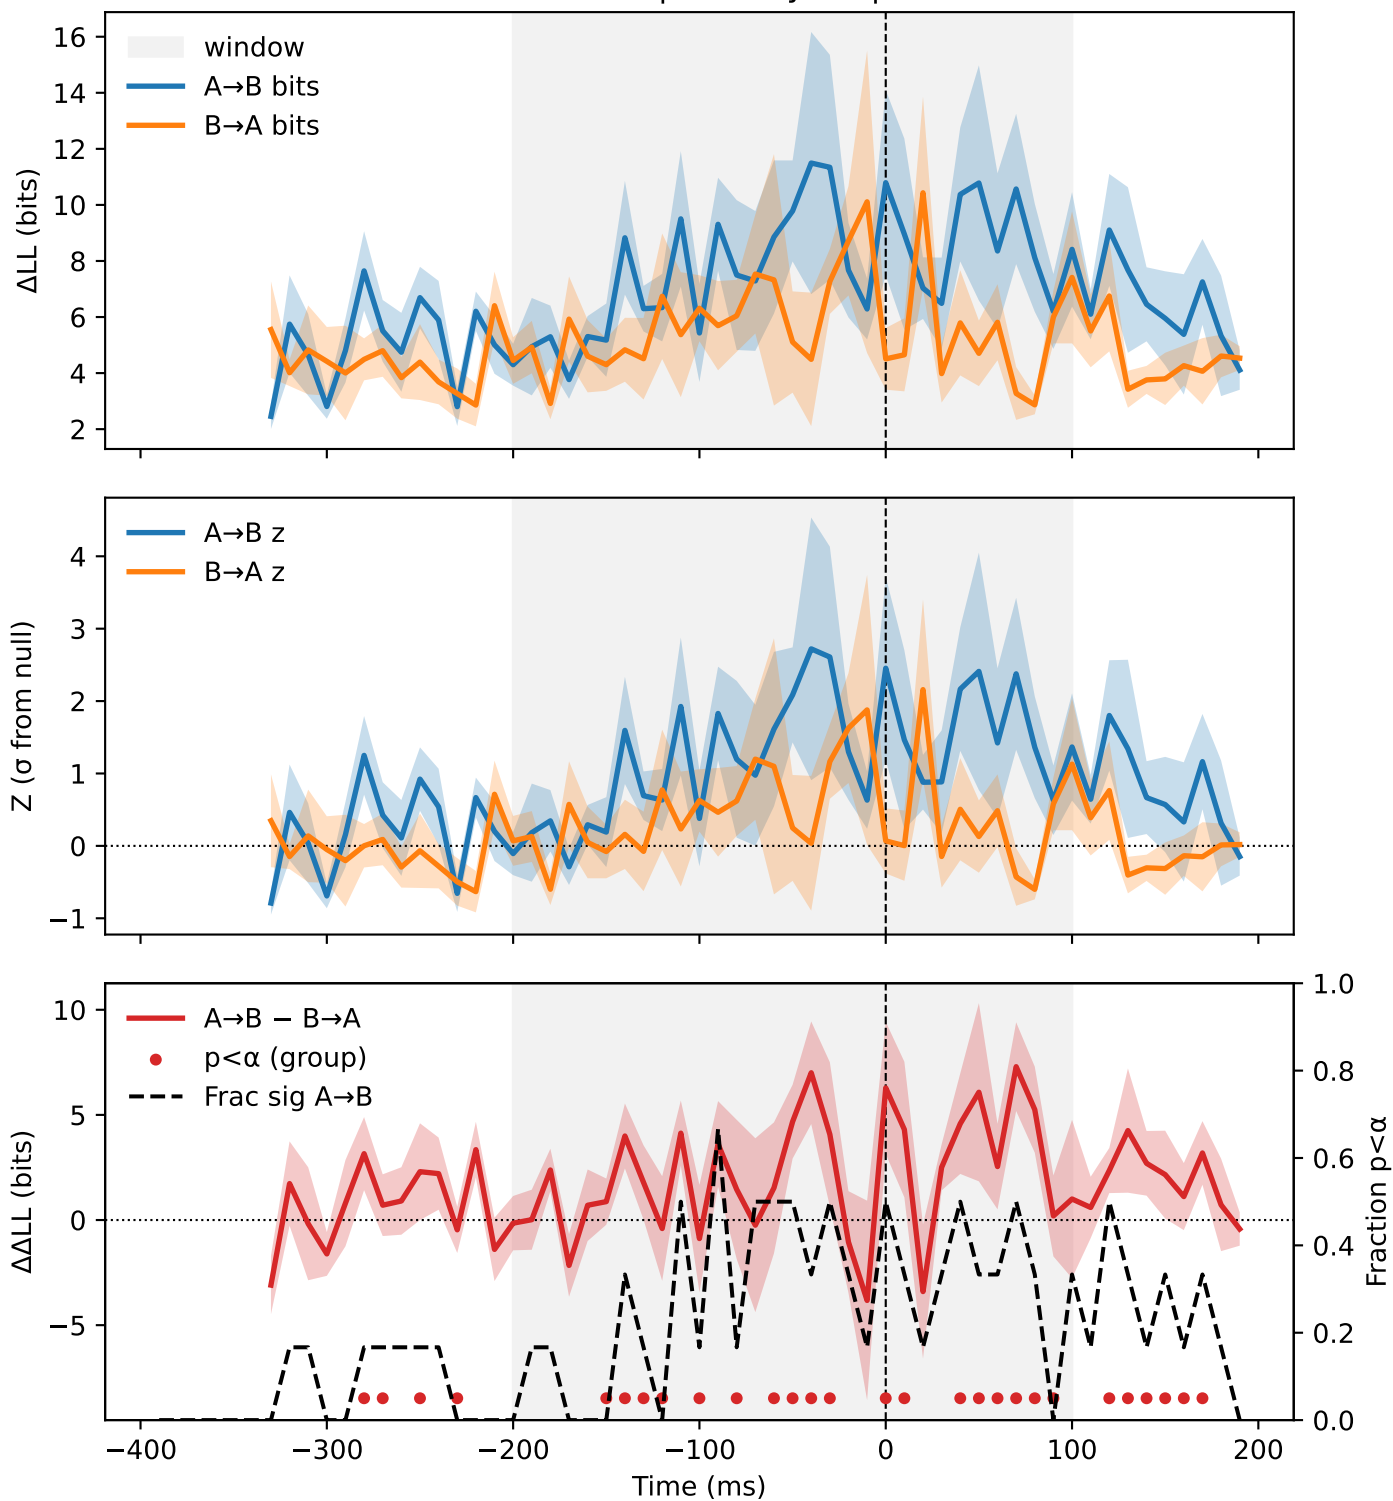 16
14
12
10
8
6
4
2
ΔLL (bits)
window
A→B bits
B→A bits
4
3
2
1
0
−1
Z (σ from null)
A→B z
B→A z
10
5
0
−5
ΔΔLL (bits)
A→B − B→A
p<α (group)
Frac sig A→B
1.0
0.8
0.6
0.4
0.2
0.0
Fraction p<α
−400 −300 −200 −100 0 100 200
Time (ms)